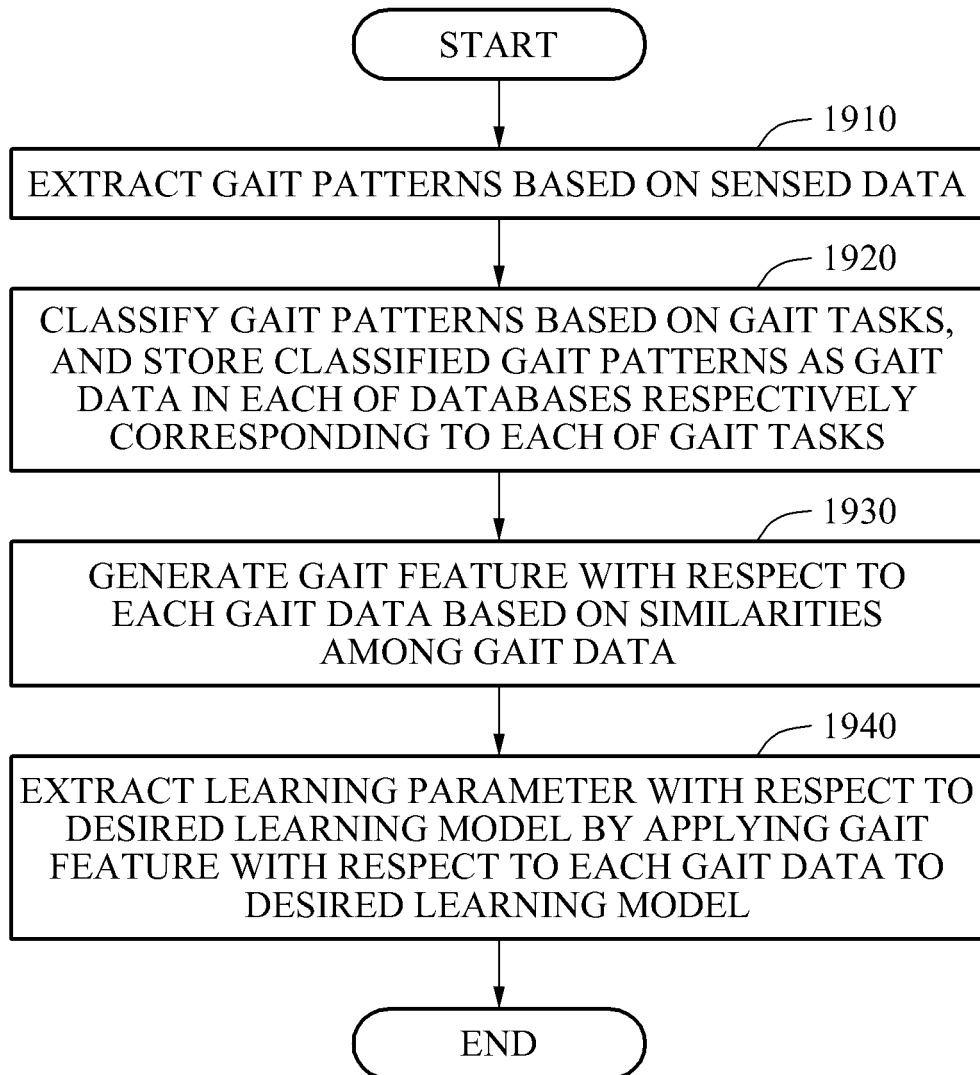 START
1910
EXTRACT GAIT PATTERNS BASED ON SENSED DATA
1920
CLASSIFY GAIT PATTERNS BASED ON GAIT TASKS,
AND STORE CLASSIFIED GAIT PATTERNS AS GAIT
DATA IN EACH OF DATABASES RESPECTIVELY
CORRESPONDING TO EACH OF GAIT TASKS
1930
GENERATE GAIT FEATURE WITH RESPECT TO
EACH GAIT DATA BASED ON SIMILARITIES
AMONG GAIT DATA
1940
EXTRACT LEARNING PARAMETER WITH RESPECT TO
DESIRED LEARNING MODEL BY APPLYING GAIT
FEATURE WITH RESPECT TO EACH GAIT DATA TO
DESIRED LEARNING MODEL
END